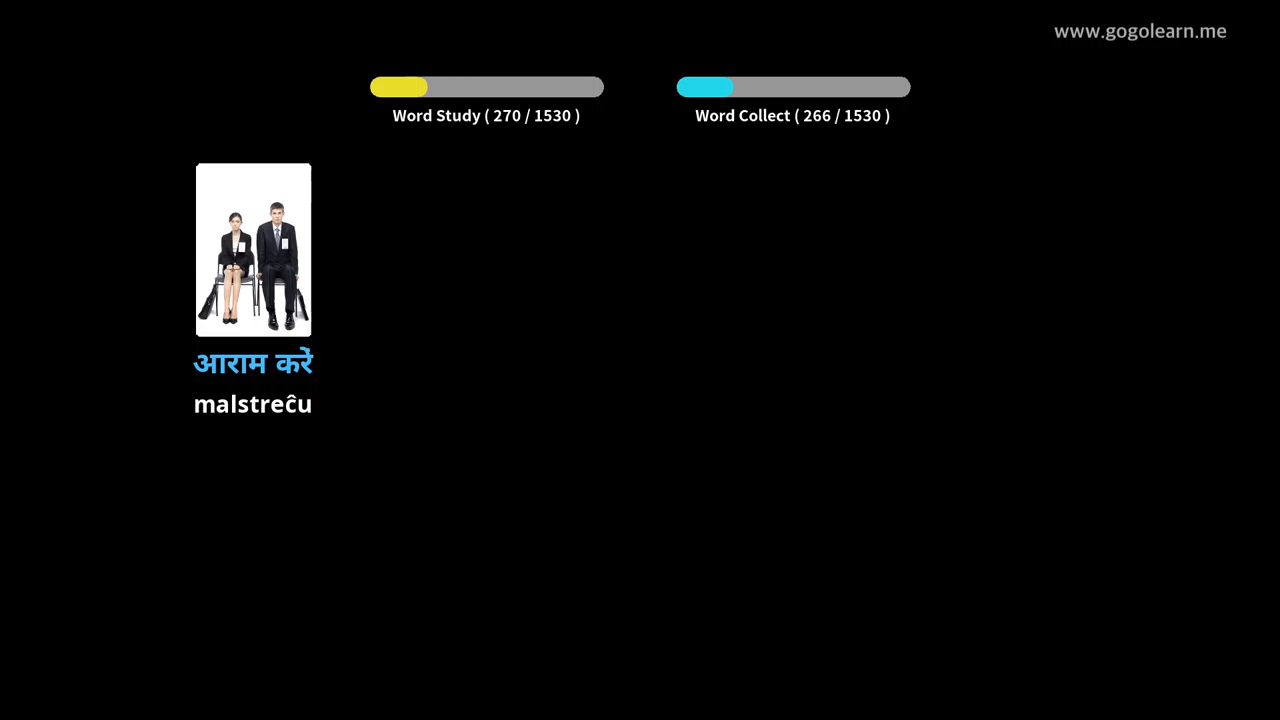 www.gogolearn.me
Word Study ( 270 / 1530 )
Word Collect ( 266 / 1530 )
आराम करें
malstreĉu